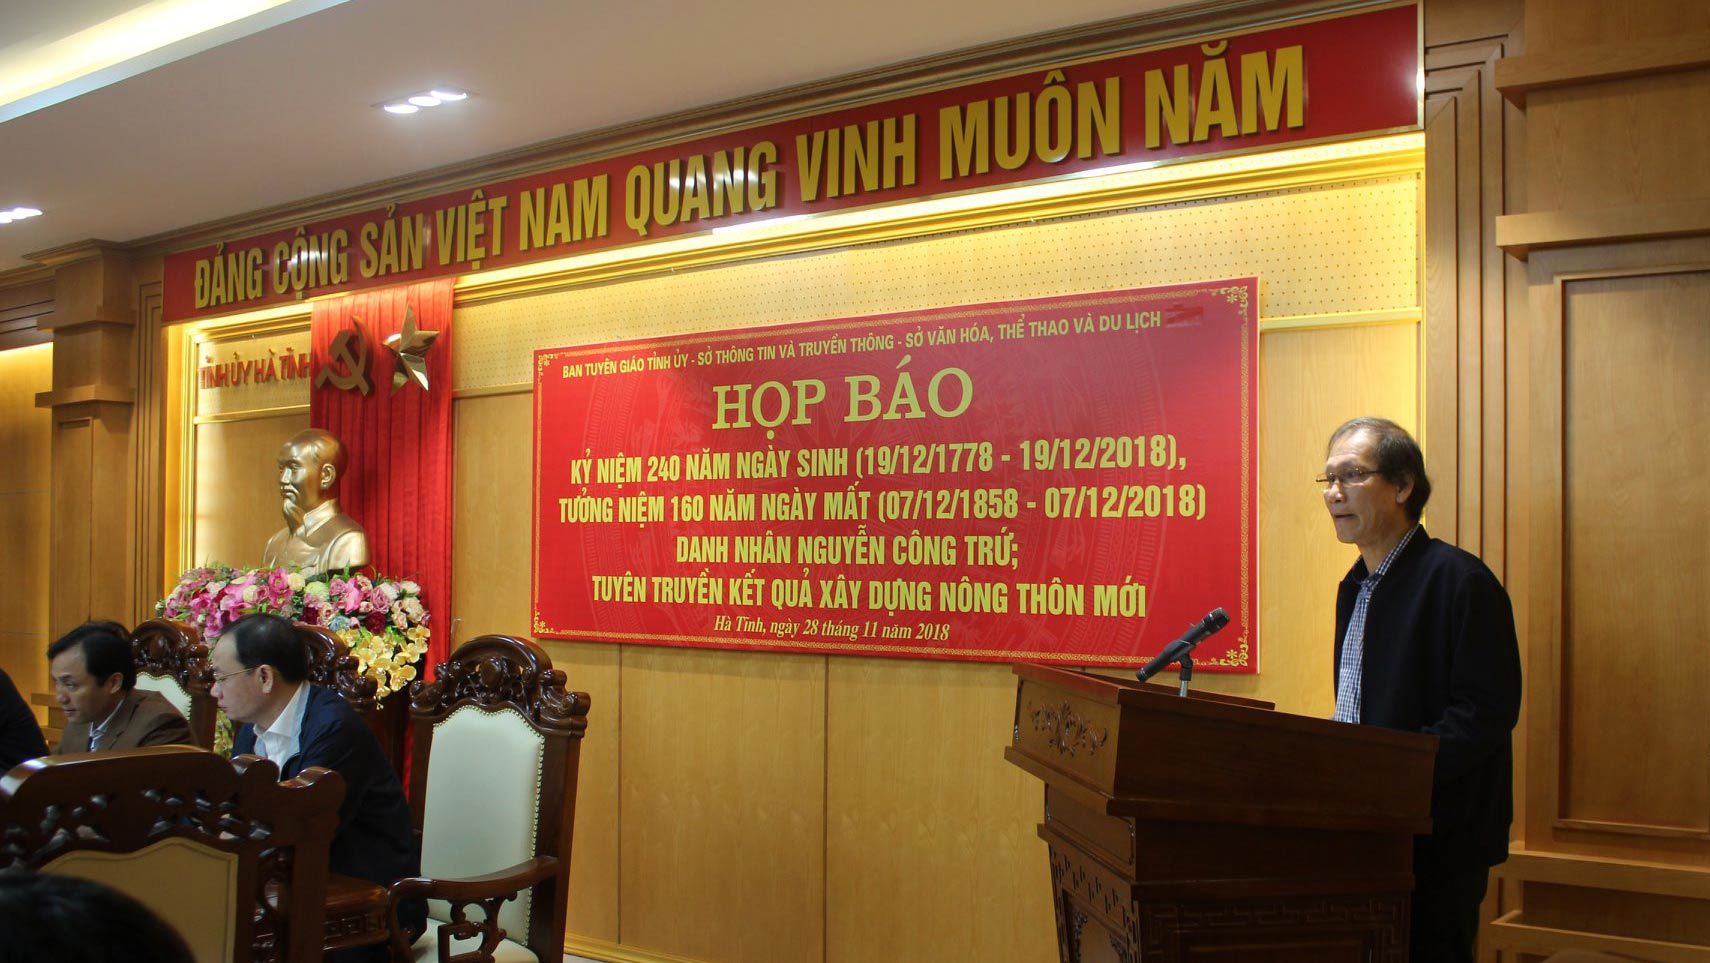 ĐẢNG CỘNG SẢN VIỆT NAM QUANG VINH MUÔN NĂM
TỈNH ỦY HÀ TĨNH
BAN TUYÊN GIÁO TỈNH ỦY - SỞ THÔNG TIN VÀ TRUYỀN THÔNG - SỞ VĂN HÓA, THỂ THAO VÀ DU LỊCH
HỌP BÁO
KỶ NIỆM 240 NĂM NGÀY SINH (19/12/1778 - 19/12/2018),
TƯỞNG NIỆM 160 NĂM NGÀY MẤT (07/12/1858 - 07/12/2018)
DANH NHÂN NGUYỄN CÔNG TRỨ;
TUYÊN TRUYỀN KẾT QUẢ XÂY DỰNG NÔNG THÔN MỚI
Hà Tĩnh, ngày 28 tháng 11 năm 2018